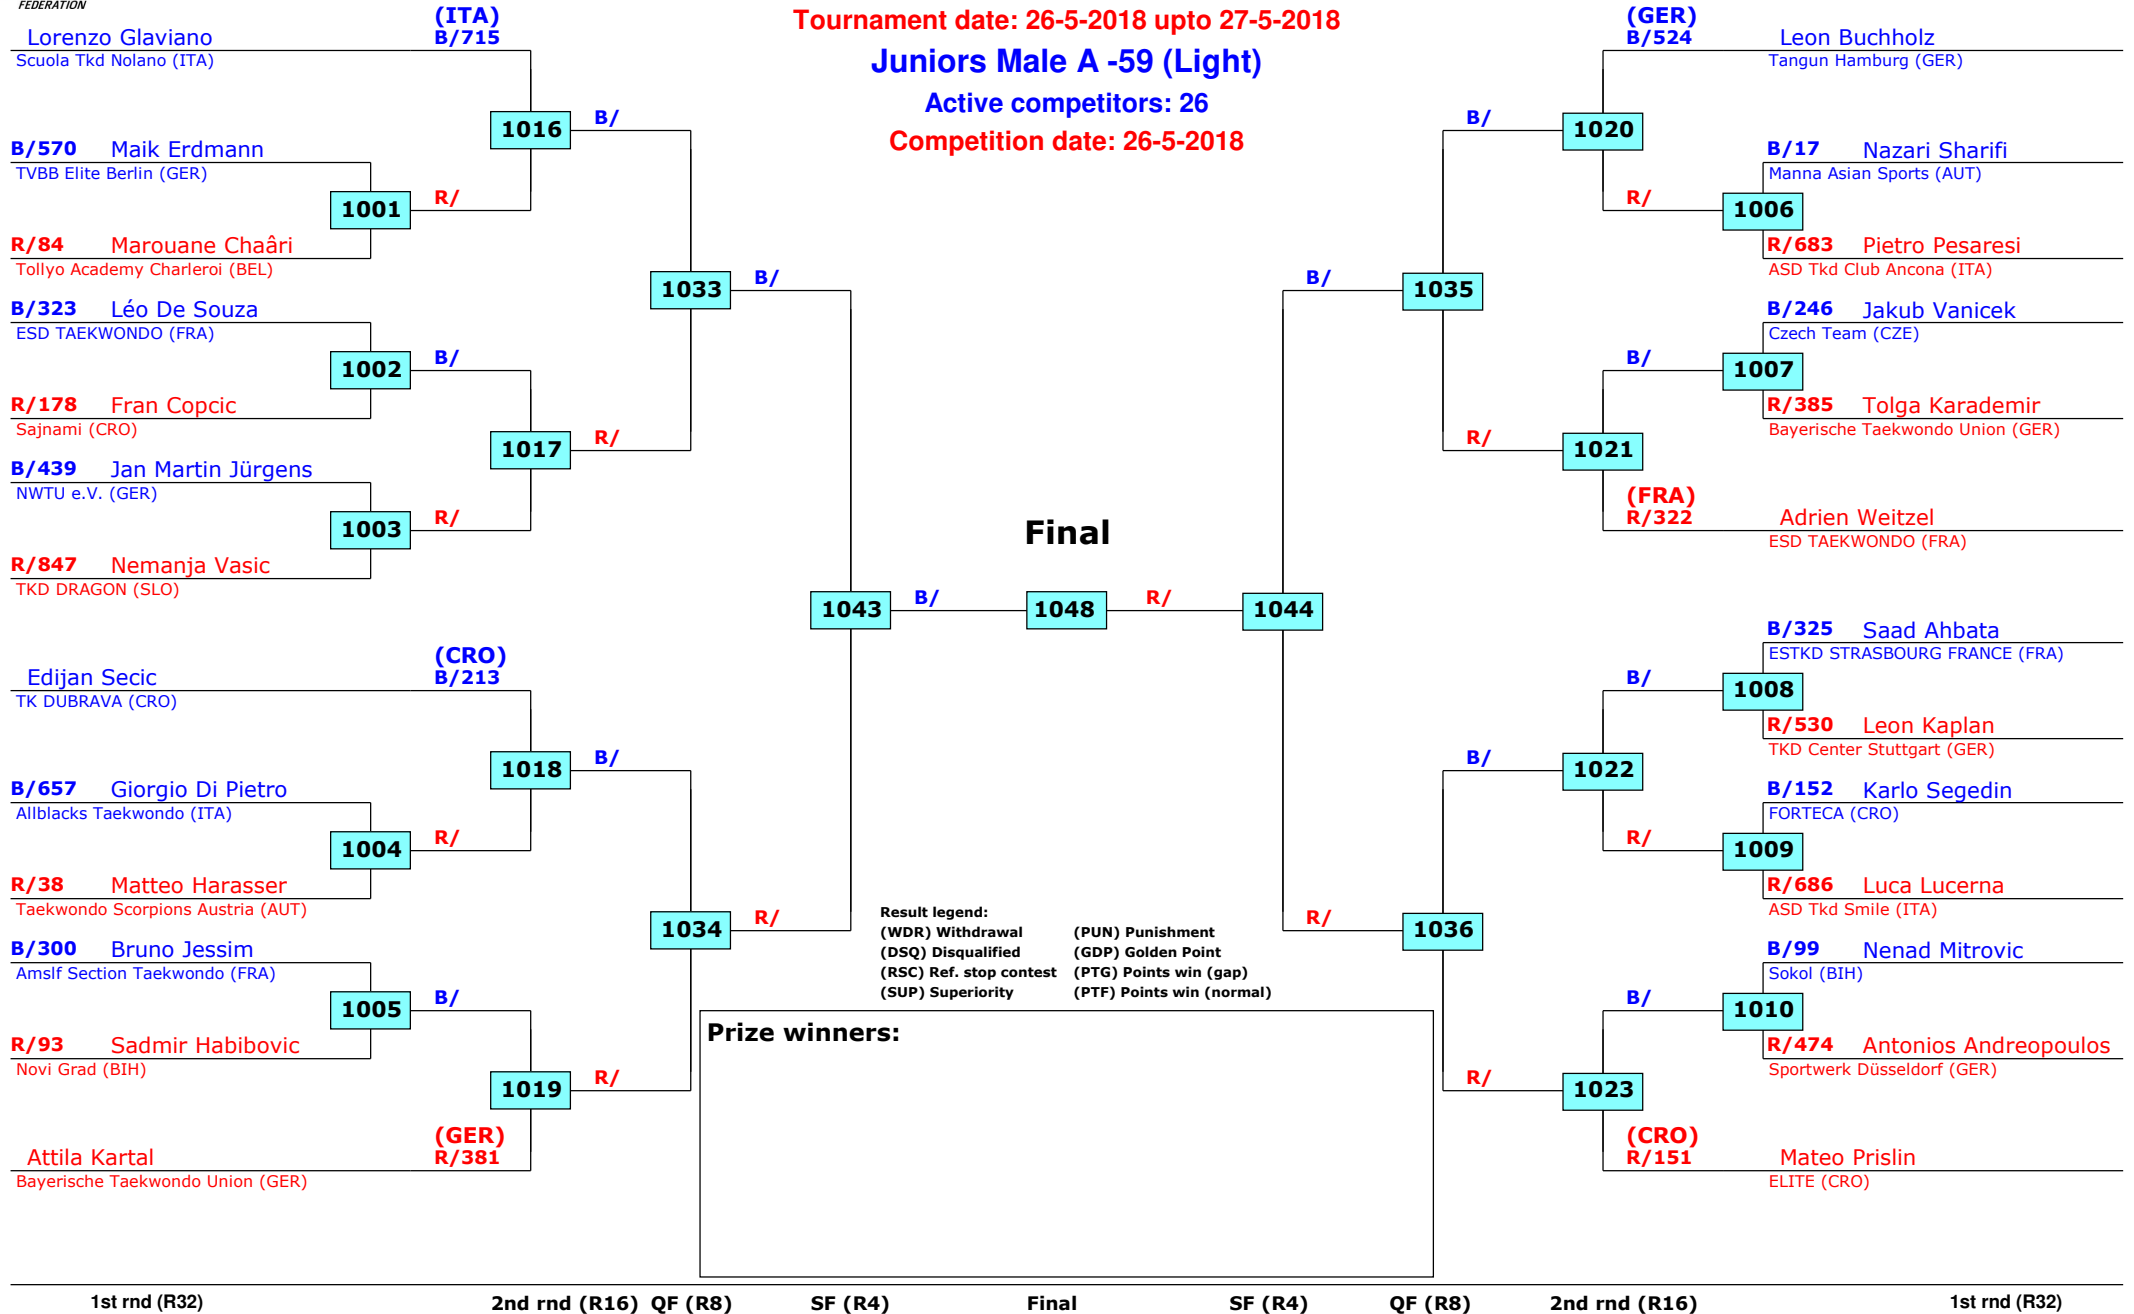 FEDERATION
Tournament date: 26-5-2018 upto 27-5-2018
Juniors Male A -59 (Light)
Active competitors: 26
Competition date: 26-5-2018
(ITA)
Lorenzo Glaviano B/715
Scuola Tkd Nolano (ITA)
1016 B/
B/570 Maik Erdmann
TVBB Elite Berlin (GER)
1001 R/
R/84 Marouane Chaâri
Tollyo Academy Charleroi (BEL)
1033 B/
B/323 Léo De Souza
ESD TAEKWONDO (FRA)
1002 B/
R/178 Fran Copcic
Sajnami (CRO)
1017 R/
B/439 Jan Martin Jürgens
NWTU e.V. (GER)
1003 R/
R/847 Nemanja Vasic
TKD DRAGON (SLO)
(CRO)
Edijan Secic B/213
TK DUBRAVA (CRO)
1018 B/
B/657 Giorgio Di Pietro
Allblacks Taekwondo (ITA)
1004 R/
R/38 Matteo Harasser
Taekwondo Scorpions Austria (AUT)
1034 R/
B/300 Bruno Jessim
Amslf Section Taekwondo (FRA)
1005 B/
R/93 Sadmir Habibovic
Novi Grad (BIH)
1019 R/
(GER)
Attila Kartal R/381
Bayerische Taekwondo Union (GER)
Final
1043 B/ 1048 R/ 1044
(GER)
B/524 Leon Buchholz
Tangun Hamburg (GER)
B/ 1020
B/17 Nazari Sharifi
Manna Asian Sports (AUT)
R/ 1006
R/683 Pietro Pesaresi
ASD Tkd Club Ancona (ITA)
B/ 1035
B/246 Jakub Vanicek
Czech Team (CZE)
B/ 1007
R/385 Tolga Karademir
Bayerische Taekwondo Union (GER)
R/ 1021
(FRA)
R/322 Adrien Weitzel
ESD TAEKWONDO (FRA)
B/325 Saad Ahbata
ESTKD STRASBOURG FRANCE (FRA)
B/ 1008
R/530 Leon Kaplan
TKD Center Stuttgart (GER)
B/ 1022
B/152 Karlo Segedin
FORTECA (CRO)
R/ 1009
R/686 Luca Lucerna
ASD Tkd Smile (ITA)
R/ 1036
B/99 Nenad Mitrovic
Sokol (BIH)
B/ 1010
R/474 Antonios Andreopoulos
Sportwerk Düsseldorf (GER)
R/ 1023
(CRO)
R/151 Mateo Prislin
ELITE (CRO)
Result legend:
(WDR) Withdrawal (PUN) Punishment
(DSQ) Disqualified (GDP) Golden Point
(RSC) Ref. stop contest (PTG) Points win (gap)
(SUP) Superiority (PTF) Points win (normal)
Prize winners:
1st rnd (R32) 2nd rnd (R16) QF (R8) SF (R4) Final SF (R4) QF (R8) 2nd rnd (R16) 1st rnd (R32)